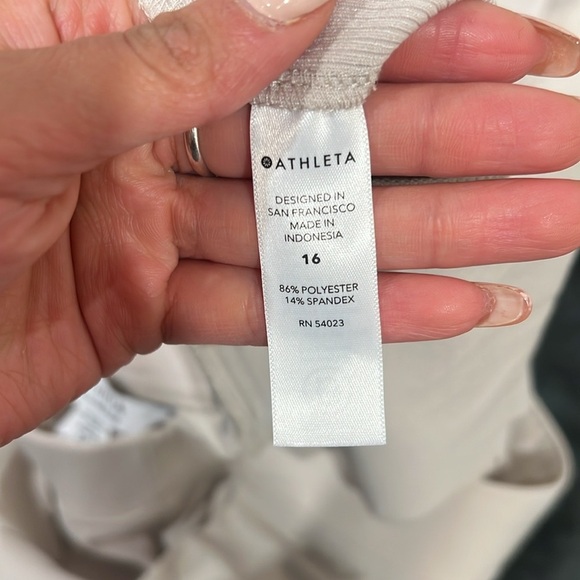 ATHLETA
DESIGNED IN
SAN FRANCISCO
MADE IN
INDONESIA
16
86% POLYESTER
14% SPANDEX
RN 54023